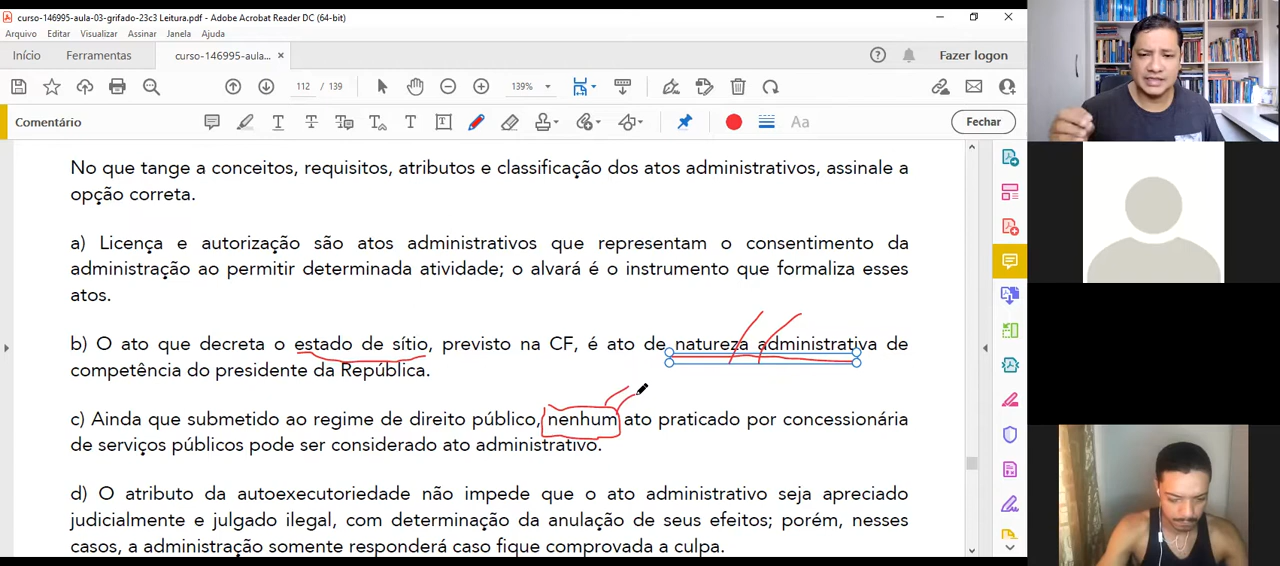 curso-146995-aula-03-grifado-23c3 Leitura.pdf - Adobe Acrobat Reader DC (64-bit)
Arquivo Editar Visualizar Assinar Janela Ajuda
Início Ferramentas curso-146995-aula... × Fazer logon
112 / 139 139%
Comentário Aa Fechar
No que tange a conceitos, requisitos, atributos e classificação dos atos administrativos, assinale a
opção correta.
a) Licença e autorização são atos administrativos que representam o consentimento da
administração ao permitir determinada atividade; o alvará é o instrumento que formaliza esses
atos.
b) O ato que decreta o estado de sítio, previsto na CF, é ato de natureza administrativa de
competência do presidente da República.
c) Ainda que submetido ao regime de direito público, nenhum ato praticado por concessionária
de serviços públicos pode ser considerado ato administrativo.
d) O atributo da autoexecutoriedade não impede que o ato administrativo seja apreciado
judicialmente e julgado ilegal, com determinação da anulação de seus efeitos; porém, nesses
casos, a administração somente responderá caso fique comprovada a culpa.